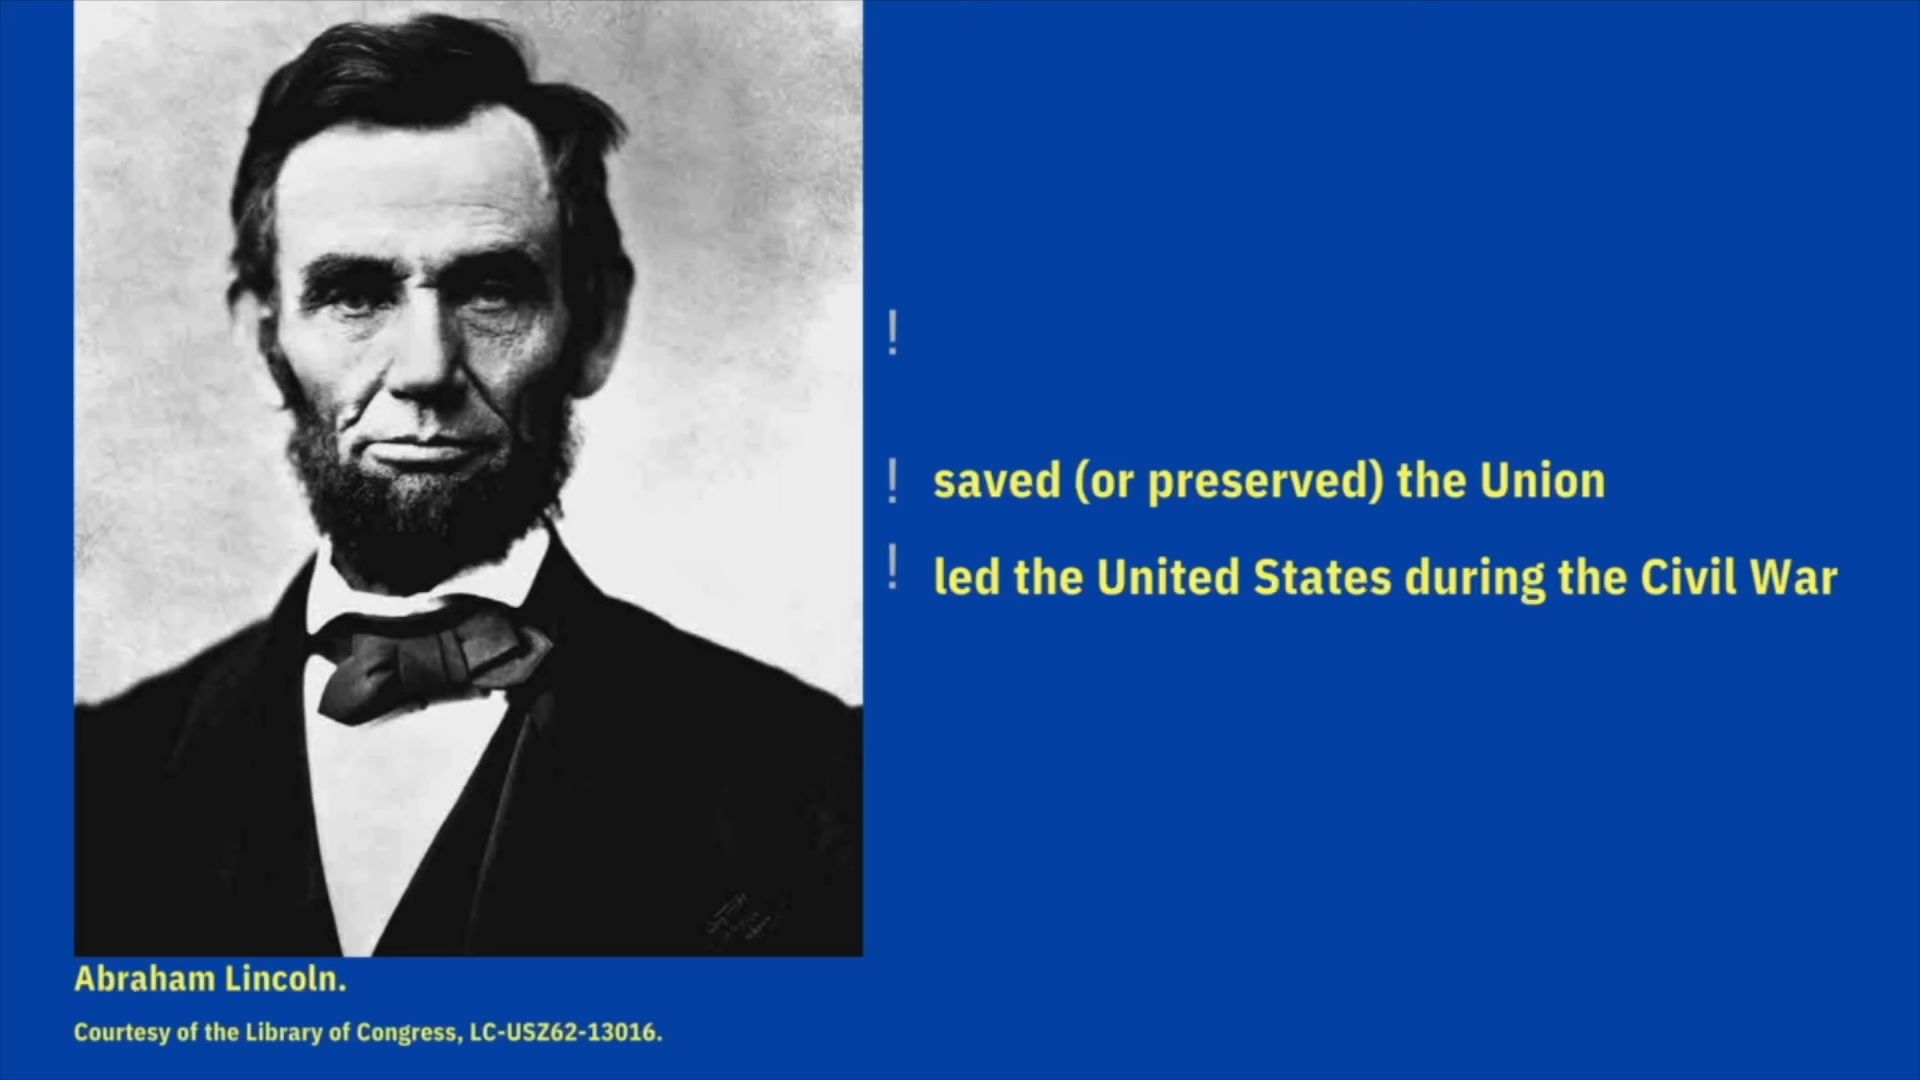 !
! saved (or preserved) the Union
! led the United States during the Civil War
Abraham Lincoln.
Courtesy of the Library of Congress, LC-USZ62-13016.